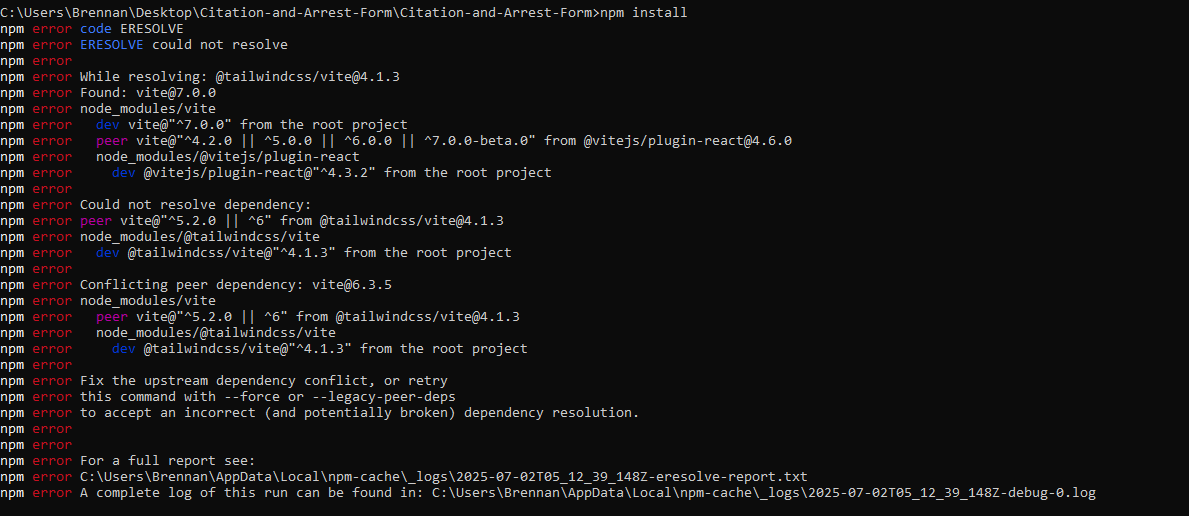 C:\Users\Brennan\Desktop\Citation-and-Arrest-Form\Citation-and-Arrest-Form>npm install
npm error code ERESOLVE
npm error ERESOLVE could not resolve
npm error
npm error While resolving: @tailwindcss/vite@4.1.3
npm error Found: vite@7.0.0
npm error node_modules/vite
npm error   dev vite@"^7.0.0" from the root project
npm error   peer vite@"^4.2.0 || ^5.0.0 || ^6.0.0 || ^7.0.0-beta.0" from @vitejs/plugin-react@4.6.0
npm error   node_modules/@vitejs/plugin-react
npm error     dev @vitejs/plugin-react@"^4.3.2" from the root project
npm error
npm error Could not resolve dependency:
npm error peer vite@"^5.2.0 || ^6" from @tailwindcss/vite@4.1.3
npm error node_modules/@tailwindcss/vite
npm error   dev @tailwindcss/vite@"^4.1.3" from the root project
npm error
npm error Conflicting peer dependency: vite@6.3.5
npm error node_modules/vite
npm error   peer vite@"^5.2.0 || ^6" from @tailwindcss/vite@4.1.3
npm error   node_modules/@tailwindcss/vite
npm error     dev @tailwindcss/vite@"^4.1.3" from the root project
npm error
npm error Fix the upstream dependency conflict, or retry
npm error this command with --force or --legacy-peer-deps
npm error to accept an incorrect (and potentially broken) dependency resolution.
npm error
npm error
npm error For a full report see:
npm error C:\Users\Brennan\AppData\Local\npm-cache\_logs\2025-07-02T05_12_39_148Z-eresolve-report.txt
npm error A complete log of this run can be found in: C:\Users\Brennan\AppData\Local\npm-cache\_logs\2025-07-02T05_12_39_148Z-debug-0.log